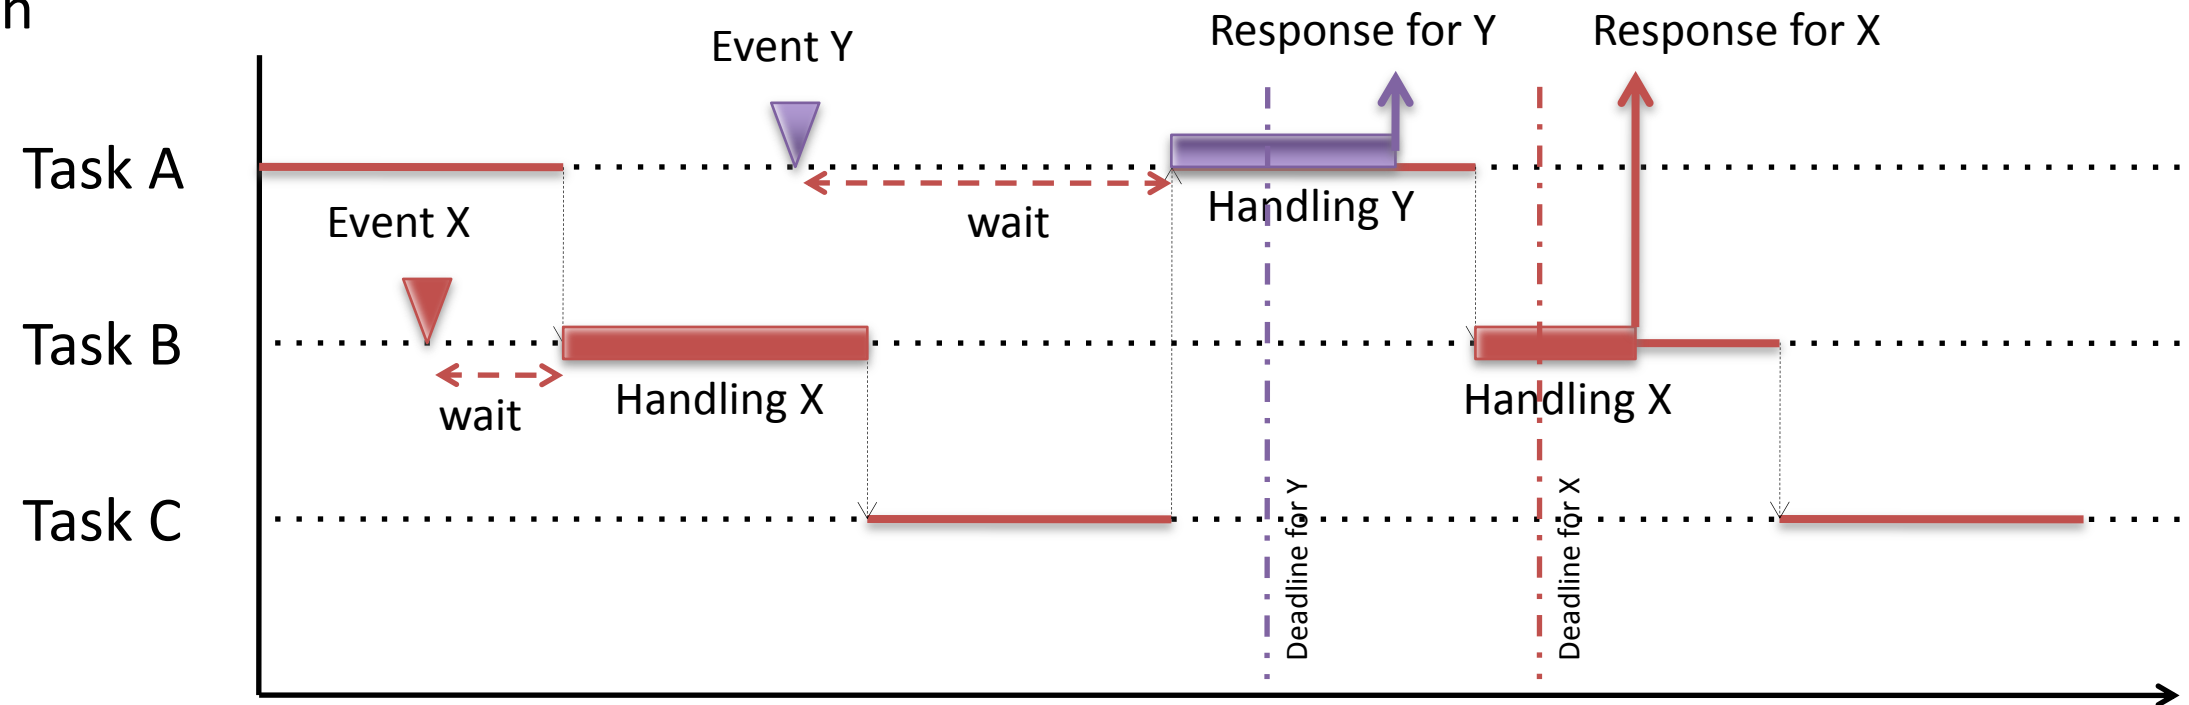 n
Event Y
Response for Y
Response for X
Task A
Event X
wait
Handling Y
Task B
wait
Handling X
Handling X
Task C
Deadline for Y
Deadline for X